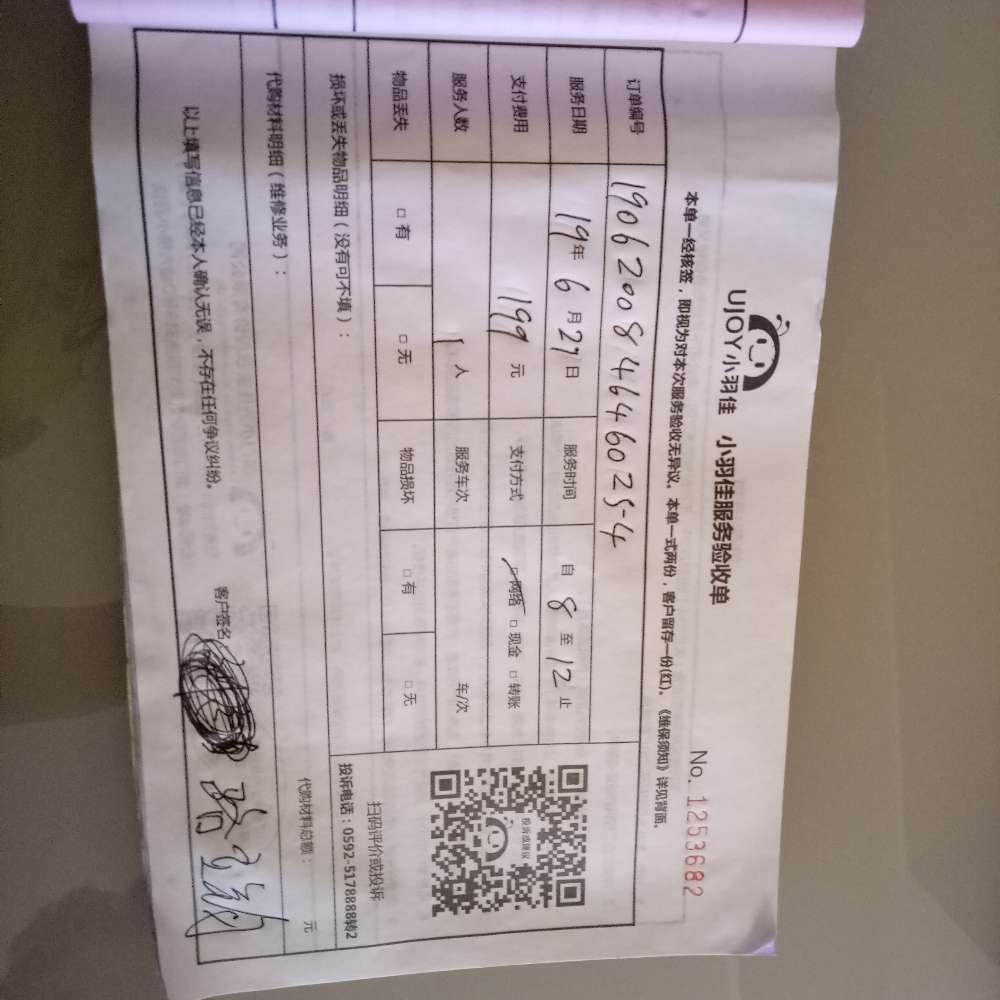 UJOY小羽佳 小羽佳服务验收单
No. 1253682
本单一经核签，即视为对本次服务验收无异议。本单一式两份，客户留存一份(红)。《维保须知》详见背面。
订单编号 190620084646025-4
服务日期 19年6月27日 服务时间 自 8 至 12 止
支付费用 199 元 支付方式 □网络 □现金 □转账
服务人数 1 人 服务车次 车/次
物品丢失 □有 □无 物品损坏 □有 □无
投诉或建议
扫码评价或投诉
投诉电话：0592-5178888转2
损坏或丢失物品明细（没有可不填）：
代购材料明细（维修业务）： 代购材料总额： 元
以上填写信息已经本人确认无误，不存在任何争议纠纷。 客户签名